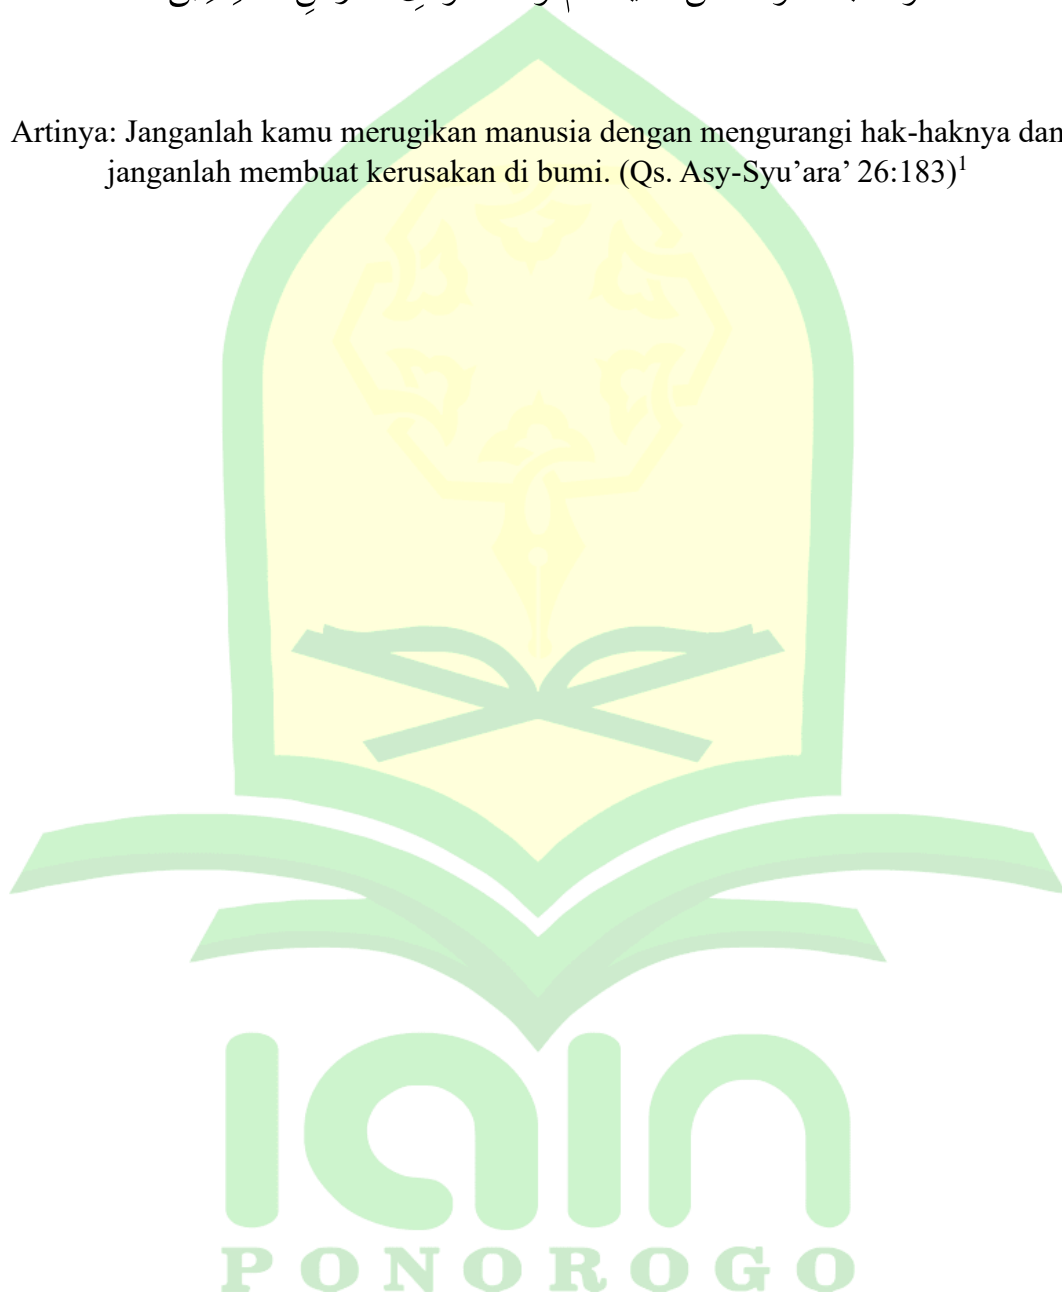 Artinya: Janganlah kamu merugikan manusia dengan mengurangi hak-haknya dan
janganlah membuat kerusakan di bumi. (Qs. Asy-Syu’ara’ 26:183)1
IAIN
PONOROGO